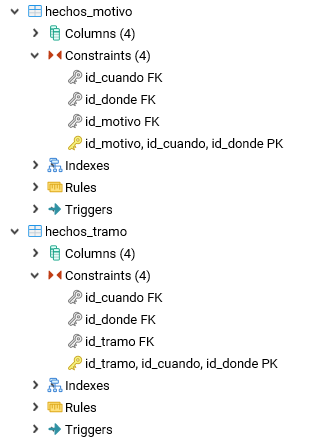 hechos_motivo
Columns (4)
Constraints (4)
id_cuando FK
id_donde FK
id_motivo FK
id_motivo, id_cuando, id_donde PK
Indexes
Rules
Triggers
hechos_tramo
Columns (4)
Constraints (4)
id_cuando FK
id_donde FK
id_tramo FK
id_tramo, id_cuando, id_donde PK
Indexes
Rules
Triggers